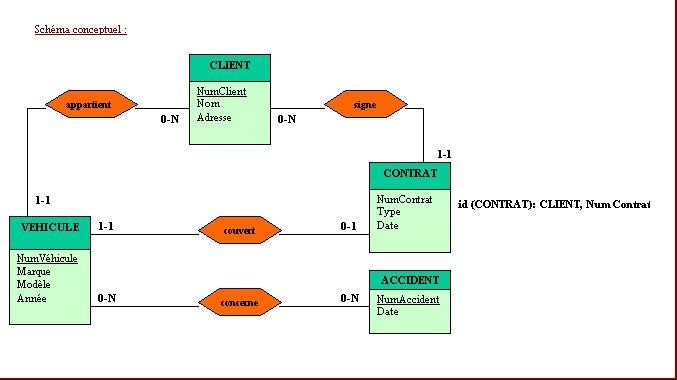 Schéma conceptuel :
CLIENT
NumClient
Nom
Adresse
appartient
signe
0-N
0-N
1-1
CONTRAT
NumContrat
Type
Date
id (CONTRAT): CLIENT, Num Contrat
1-1
VEHICULE
NumVéhicule
Marque
Modèle
Année
1-1
couvert
0-1
ACCIDENT
NumAccident
Date
0-N
concerne
0-N